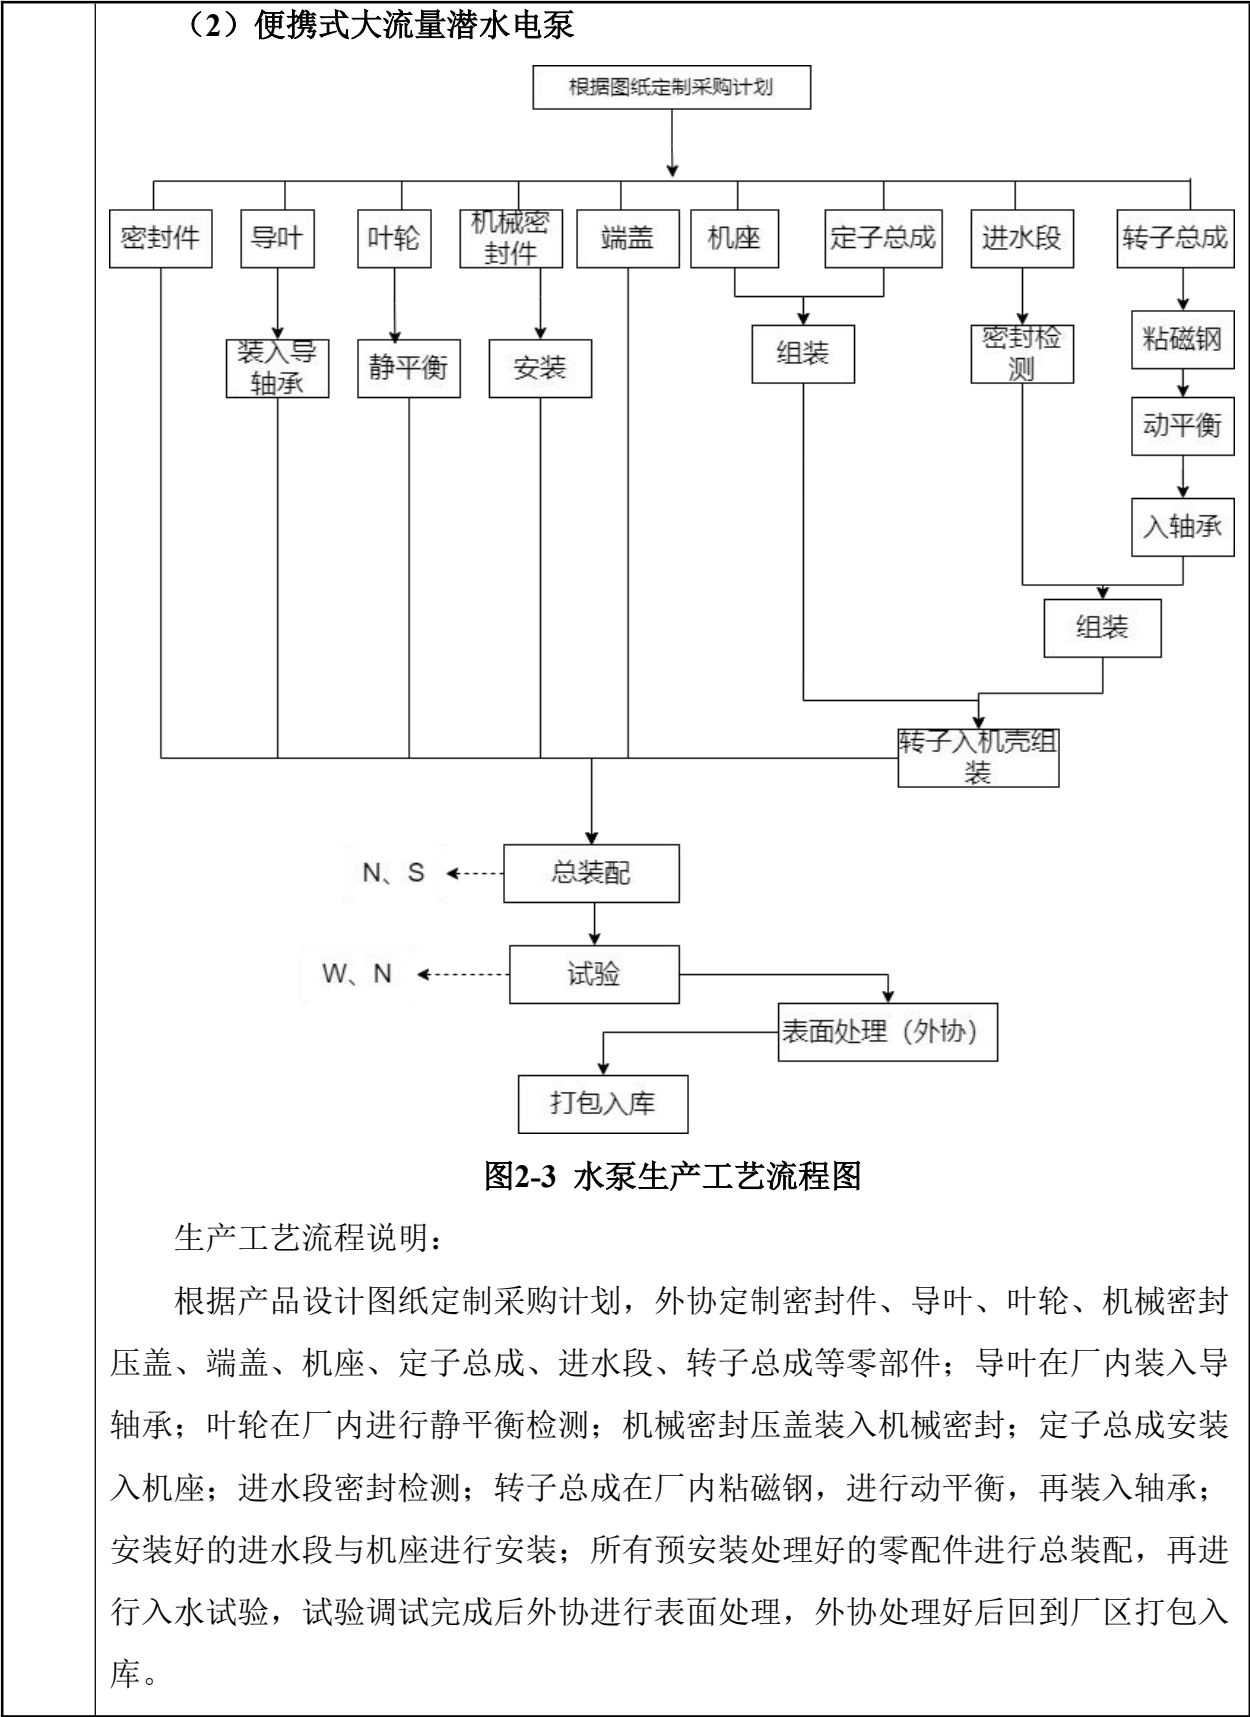 （2）便携式大流量潜水电泵
根据图纸定制采购计划
密封件
导叶
叶轮
机械密
封件
端盖
机座
定子总成
进水段
转子总成
装入导
轴承
静平衡
安装
组装
密封检
测
粘磁钢
动平衡
入轴承
组装
转子入机壳组
装
N、S
总装配
W、N
试验
表面处理（外协）
打包入库
图2-3 水泵生产工艺流程图
生产工艺流程说明：
根据产品设计图纸定制采购计划，外协定制密封件、导叶、叶轮、机械密封
压盖、端盖、机座、定子总成、进水段、转子总成等零部件；导叶在厂内装入导
轴承；叶轮在厂内进行静平衡检测；机械密封压盖装入机械密封；定子总成安装
入机座；进水段密封检测；转子总成在厂内粘磁钢，进行动平衡，再装入轴承；
安装好的进水段与机座进行安装；所有预安装处理好的零配件进行总装配，再进
行入水试验，试验调试完成后外协进行表面处理，外协处理好后回到厂区打包入
库。